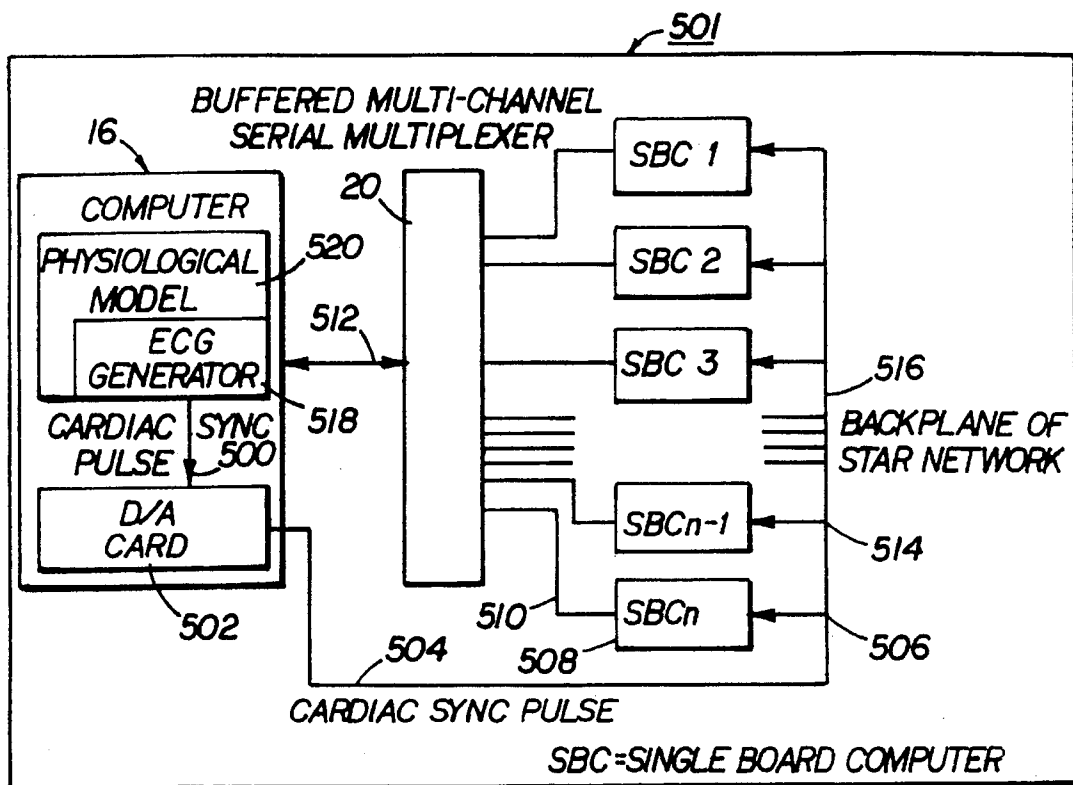 501
BUFFERED MULTI-CHANNEL
SERIAL MULTIPLEXER
16
COMPUTER
PHYSIOLOGICAL
MODEL
520
ECG
GENERATOR
518
CARDIAC SYNC
PULSE
500
D/A
CARD
502
512
20
SBC 1
SBC 2
SBC 3
516
BACKPLANE OF
STAR NETWORK
SBCn-1
514
SBCn
510
508
506
504
CARDIAC SYNC PULSE
SBC=SINGLE BOARD COMPUTER